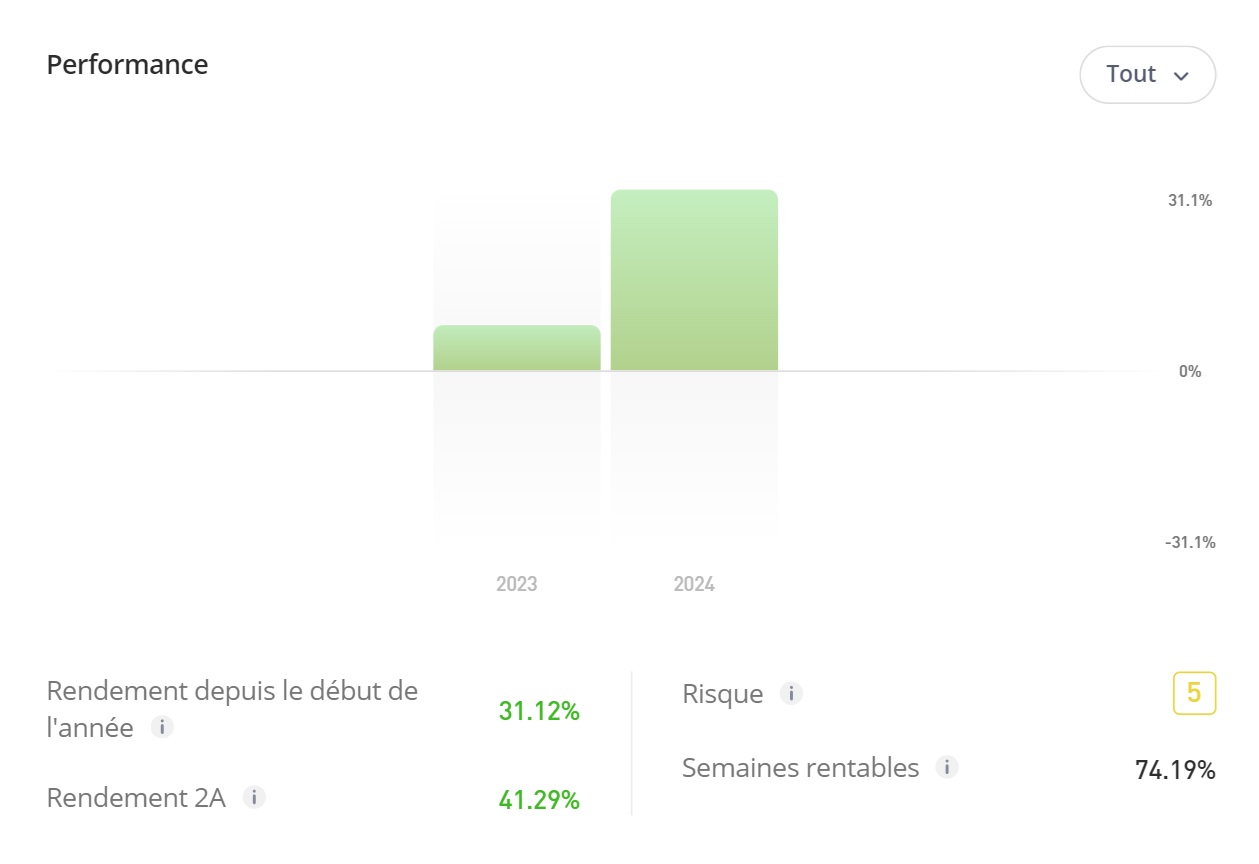 Performance
Tout
31.1%
0%
-31.1%
2023
2024
Rendement depuis le début de
l'année
31.12%
Rendement 2A
41.29%
Risque
5
Semaines rentables
74.19%